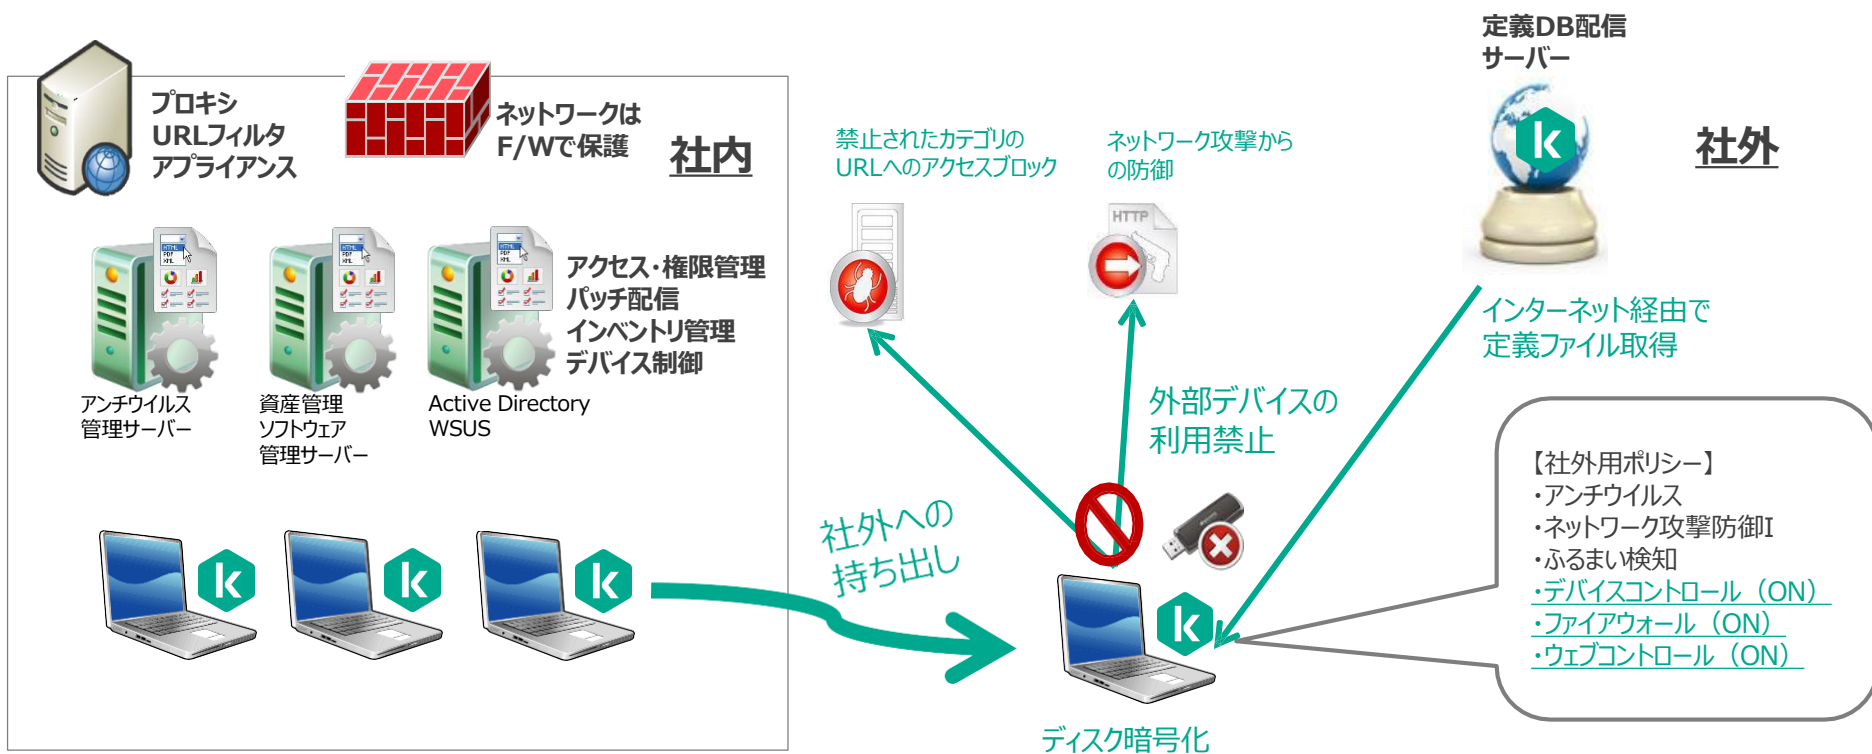 プロキシ
URLフィルタ
アプライアンス
ネットワークは
F/Wで保護
社内
アクセス・権限管理
パッチ配信
インベントリ管理
デバイス制御
アンチウイルス
管理サーバー
資産管理
ソフトウェア
管理サーバー
Active Directory
WSUS
HTML
PDF
XML
HTML
PDF
XML
HTML
PDF
XML
k
k
k
社外への
持ち出し
禁止されたカテゴリの
URLへのアクセスブロック
ネットワーク攻撃から
の防御
HTTP
外部デバイスの
利用禁止
k
ディスク暗号化
定義DB配信
サーバー
k
社外
インターネット経由で
定義ファイル取得
【社外用ポリシー】
・アンチウイルス
・ネットワーク攻撃防御I
・ふるまい検知
・デバイスコントロール（ON）
・ファイアウォール（ON）
・ウェブコントロール（ON）